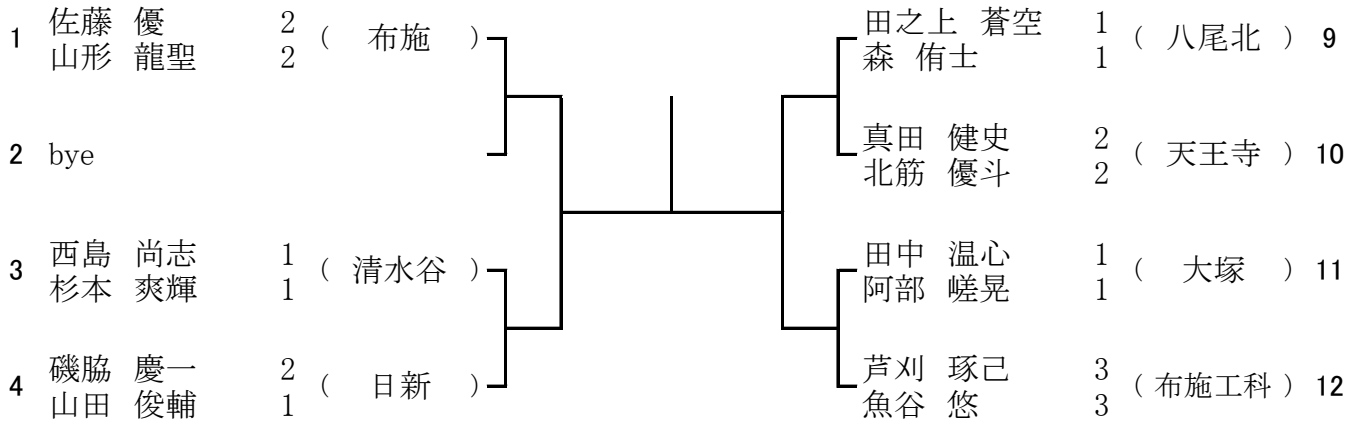 佐藤 優 2
1 ( 布施 )
山形 龍聖 2
2 bye
西島 尚志 1
3 ( 清水谷 )
杉本 爽輝 1
磯脇 慶一 2
4 ( 日新 )
山田 俊輔 1
田之上 蒼空 1
( 八尾北 ) 9
森 侑士 1
真田 健史 2
( 天王寺 ) 10
北筋 優斗 2
田中 温心 1
( 大塚 ) 11
阿部 嵯晃 1
芦刈 琢己 3
( 布施工科 ) 12
魚谷 悠 3